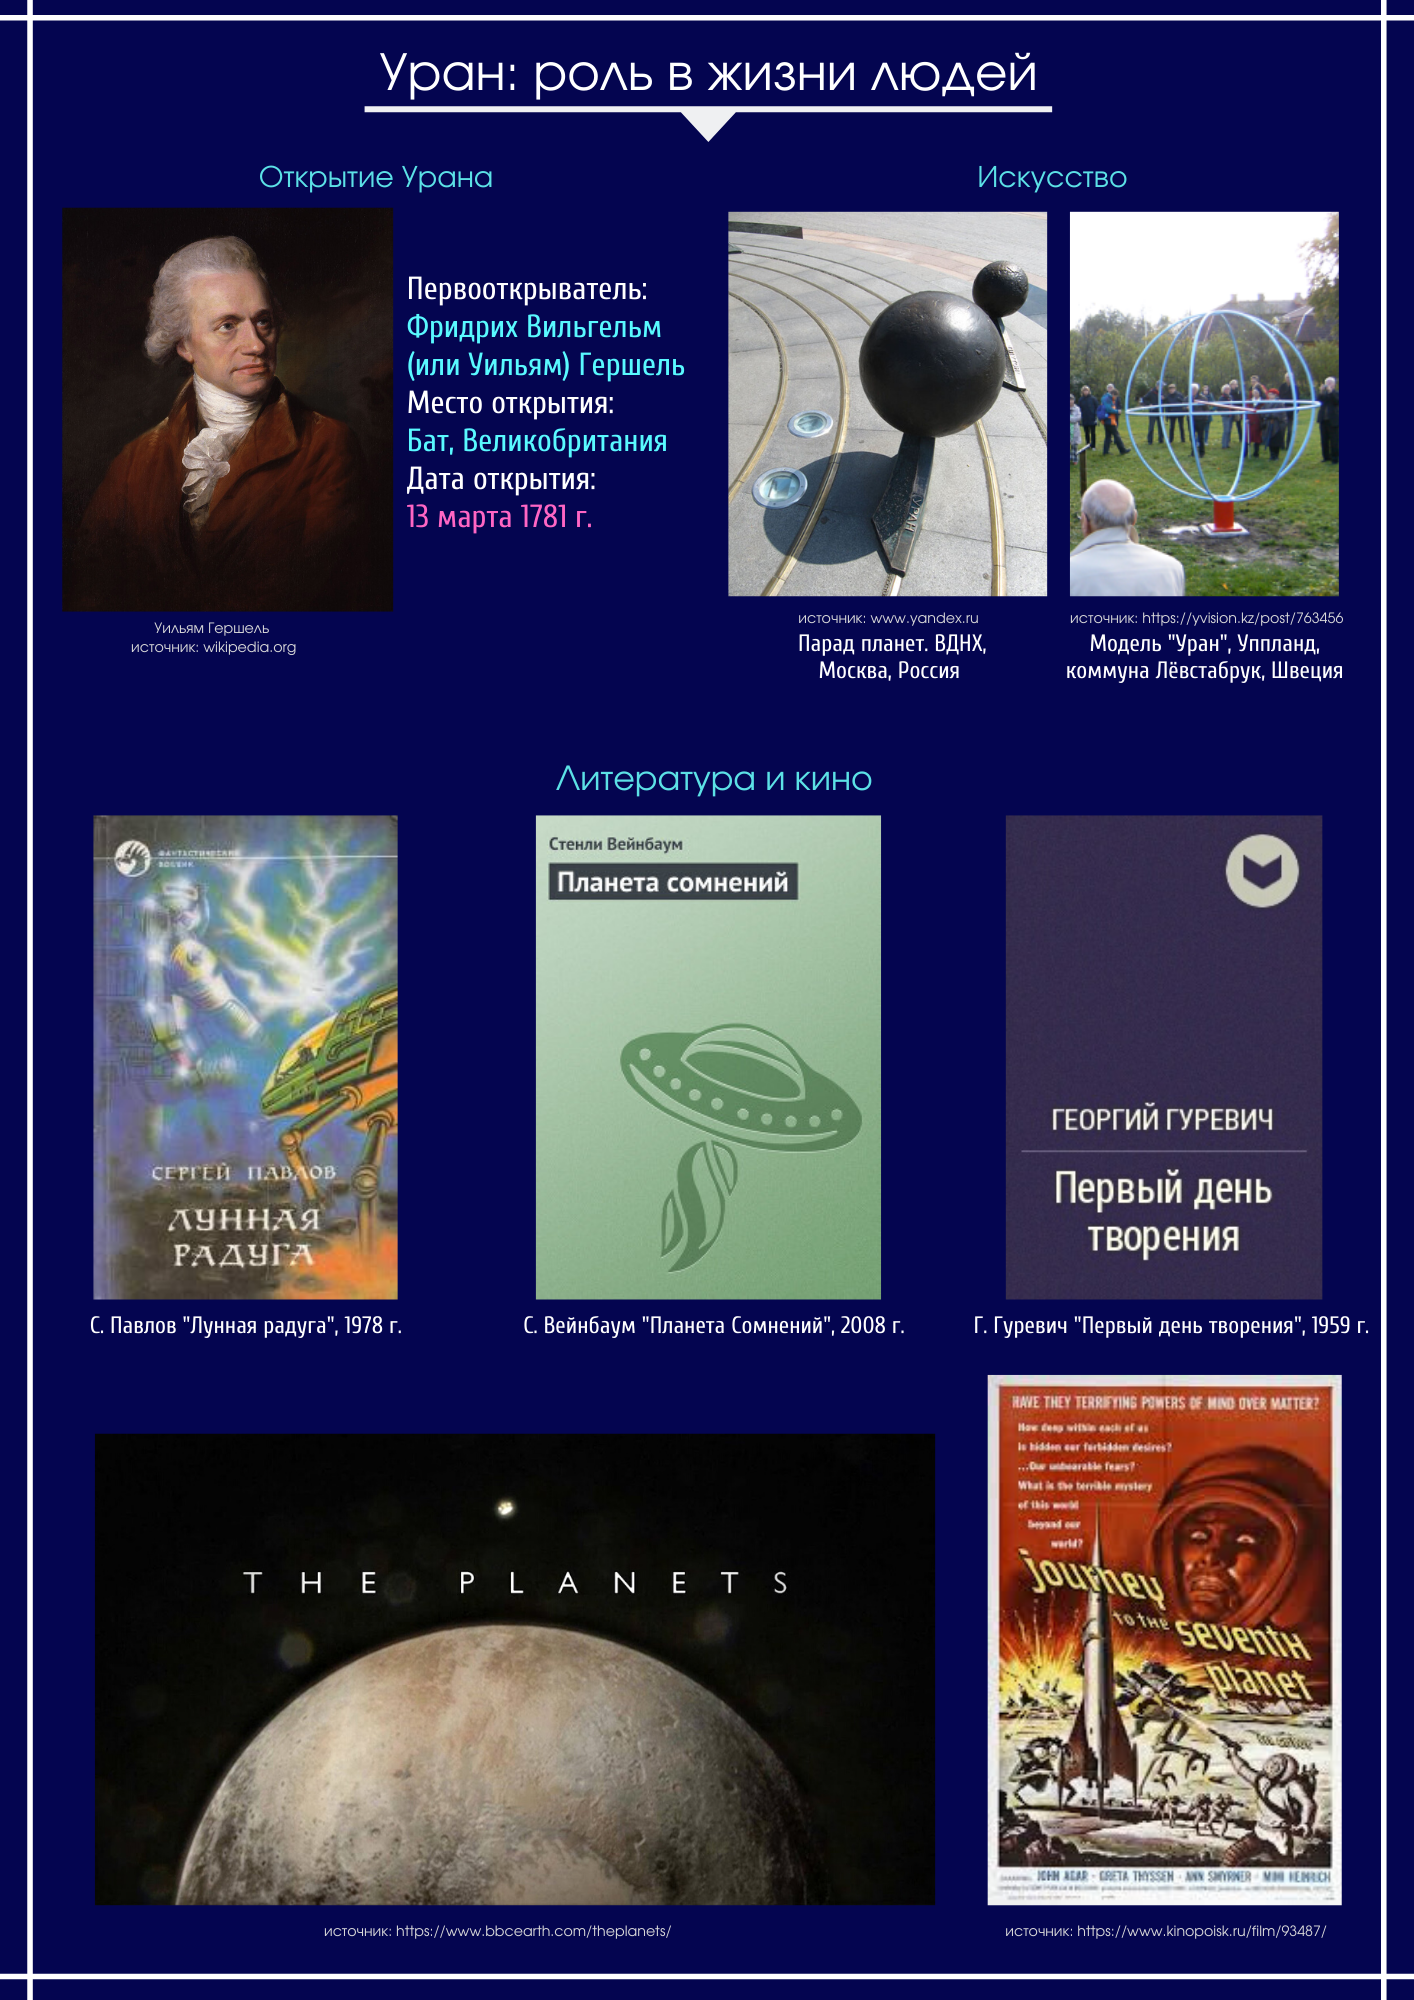 Уран: роль в жизни людей
Открытие Урана
Первооткрыватель:
Фридрих Вильгельм
(или Уильям) Гершель
Место открытия:
Бат, Великобритания
Дата открытия:
13 марта 1781 г.
Уильям Гершель
источник: wikipedia.org
Искусство
УРАН
источник: www.yandex.ru
Парад планет. ВДНХ,
Москва, Россия
источник: https://yvision.kz/post/763456
Модель "Уран", Уппланд,
коммуна Лёвстабрук, Швеция
Литература и кино
ФАНТАСТИЧЕСКИЙ
БОЕВИК
СЕРГЕЙ ПАВЛОВ
ЛУННАЯ
РАДУГА
С. Павлов "Лунная радуга", 1978 г.
Стенли Вейнбаум
Планета сомнений
С. Вейнбаум "Планета Сомнений", 2008 г.
ГЕОРГИЙ ГУРЕВИЧ
Первый день
творения
Г. Гуревич "Первый день творения", 1959 г.
THE PLANETS
источник: https://www.bbcearth.com/theplanets/
HAVE THEY TERRIFYING POWERS OF MIND OVER MATTER?
How deep within each of us
is hidden our forbidden desires?
...Our unbearable fears?
What is the terrible mystery
of this world
beyond our
world?
journey
TO THE seventh
planet
JOHN AGAR · GRETA THYSSEN · ANN SMYRNER · MIMI HEINRICH
источник: https://www.kinopoisk.ru/film/93487/